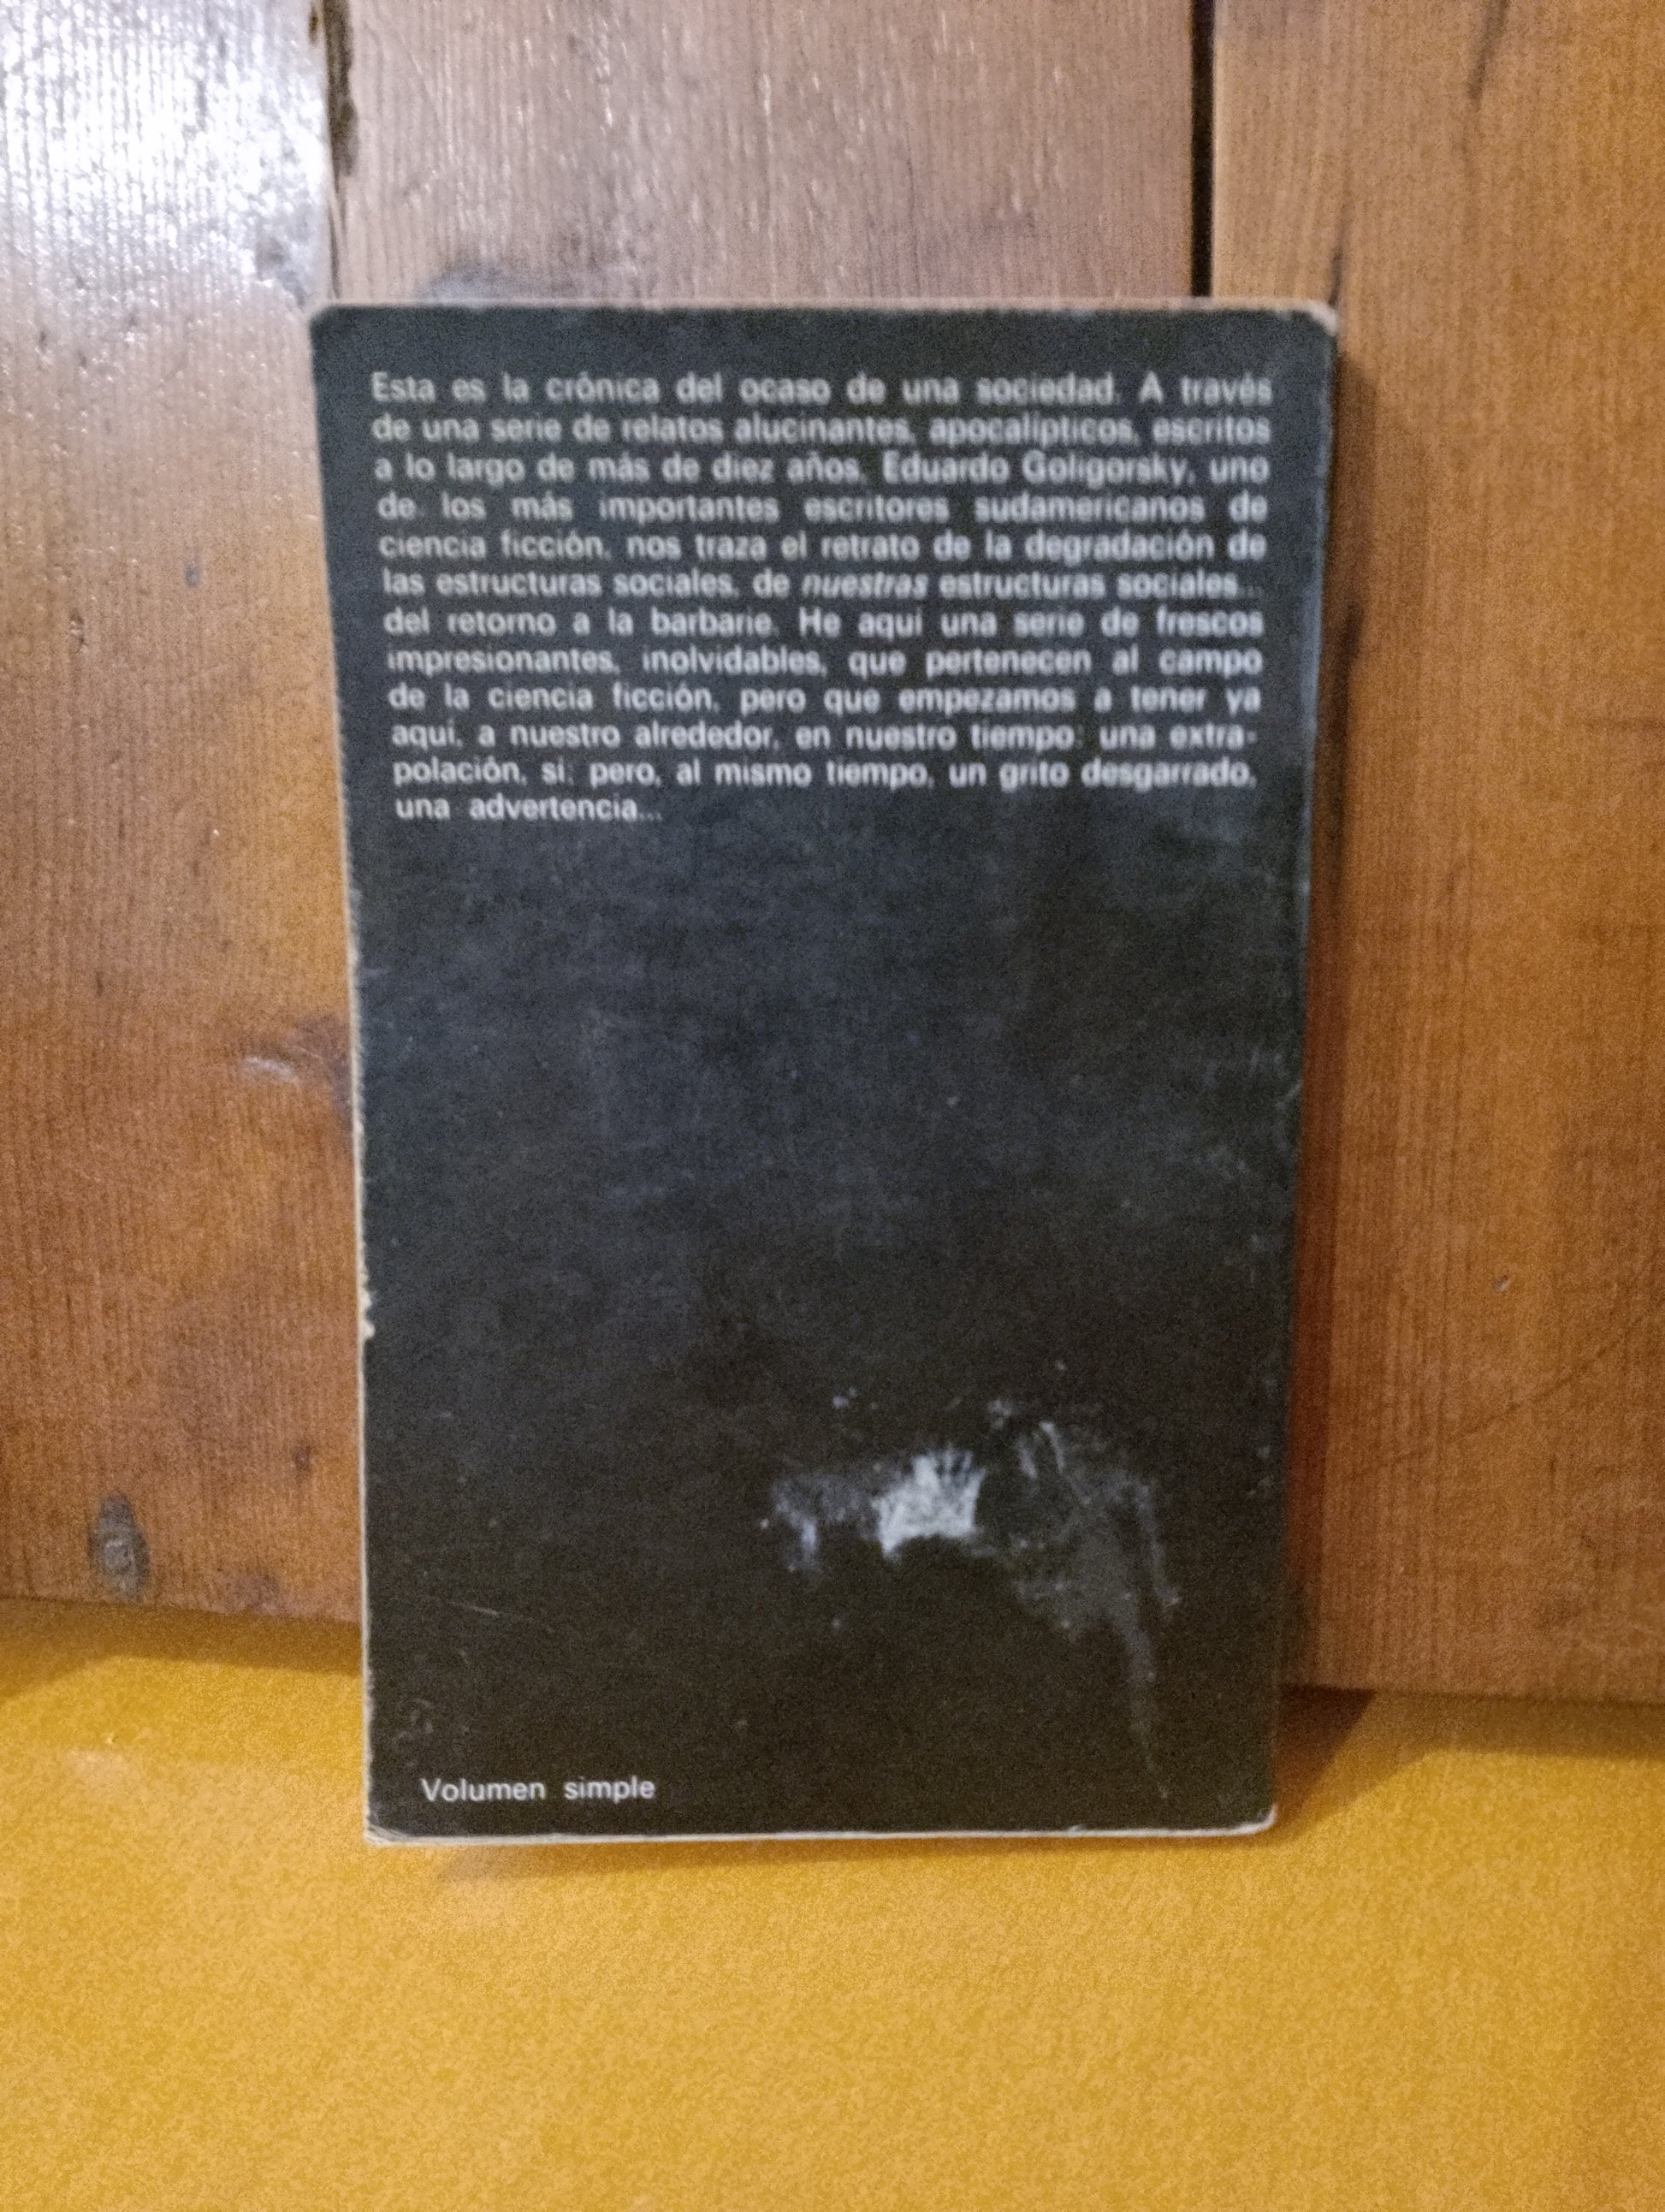 Esta es la crónica del ocaso de una sociedad. A través
de una serie de relatos alucinantes, apocalípticos, escritos
a lo largo de más de diez años, Eduardo Goligorsky, uno
de los más importantes escritores sudamericanos de
ciencia ficción, nos traza el retrato de la degradación de
las estructuras sociales, de nuestras estructuras sociales...
del retorno a la barbarie. He aquí una serie de frescos
impresionantes, inolvidables, que pertenecen al campo
de la ciencia ficción, pero que empezamos a tener ya
aquí, a nuestro alrededor, en nuestro tiempo: una extra-
polación, sí; pero, al mismo tiempo, un grito desgarrado,
una advertencia...
Volumen simple